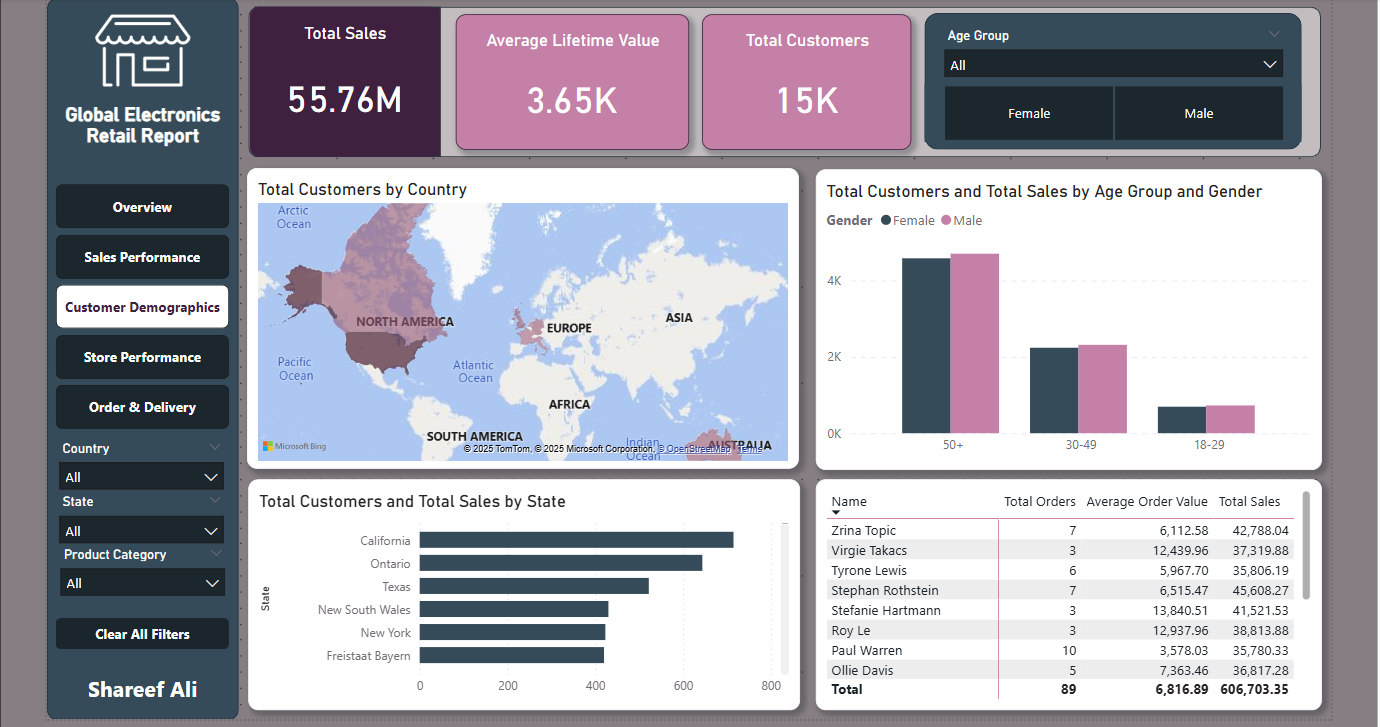 Global Electronics
Retail Report
Overview
Sales Performance
Customer Demographics
Store Performance
Order & Delivery
Country
All
State
All
Product Category
All
Clear All Filters
Shareef Ali
Total Sales
55.76M
Average Lifetime Value
3.65K
Total Customers
15K
Age Group
All
Female
Male
Total Customers by Country
Arctic
Ocean
NORTH AMERICA
EUROPE
ASIA
Pacific
Ocean
Atlantic
Ocean
AFRICA
SOUTH AMERICA
Indian
Ocean
AUSTRALIA
Microsoft Bing
© 2025 TomTom, © 2025 Microsoft Corporation, © OpenStreetMap Terms
Total Customers and Total Sales by Age Group and Gender
Gender Female Male
4K
2K
0K
50+ 30-49 18-29
Total Customers and Total Sales by State
State
California
Ontario
Texas
New South Wales
New York
Freistaat Bayern
0 200 400 600 800
Name Total Orders Average Order Value Total Sales
Zrina Topic 7 6,112.58 42,788.04
Virgie Takacs 3 12,439.96 37,319.88
Tyrone Lewis 6 5,967.70 35,806.19
Stephan Rothstein 7 6,515.47 45,608.27
Stefanie Hartmann 3 13,840.51 41,521.53
Roy Le 3 12,937.96 38,813.88
Paul Warren 10 3,578.03 35,780.33
Ollie Davis 5 7,363.46 36,817.28
Total 89 6,816.89 606,703.35